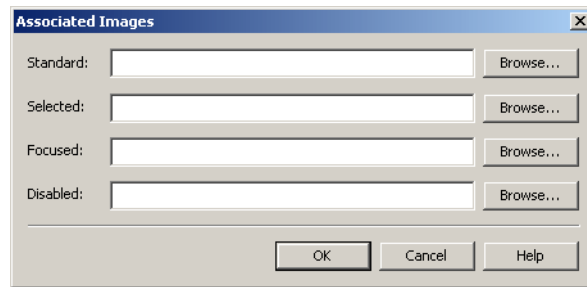 Associated Images
Standard: Browse...
Selected: Browse...
Focused: Browse...
Disabled: Browse...
OK Cancel Help